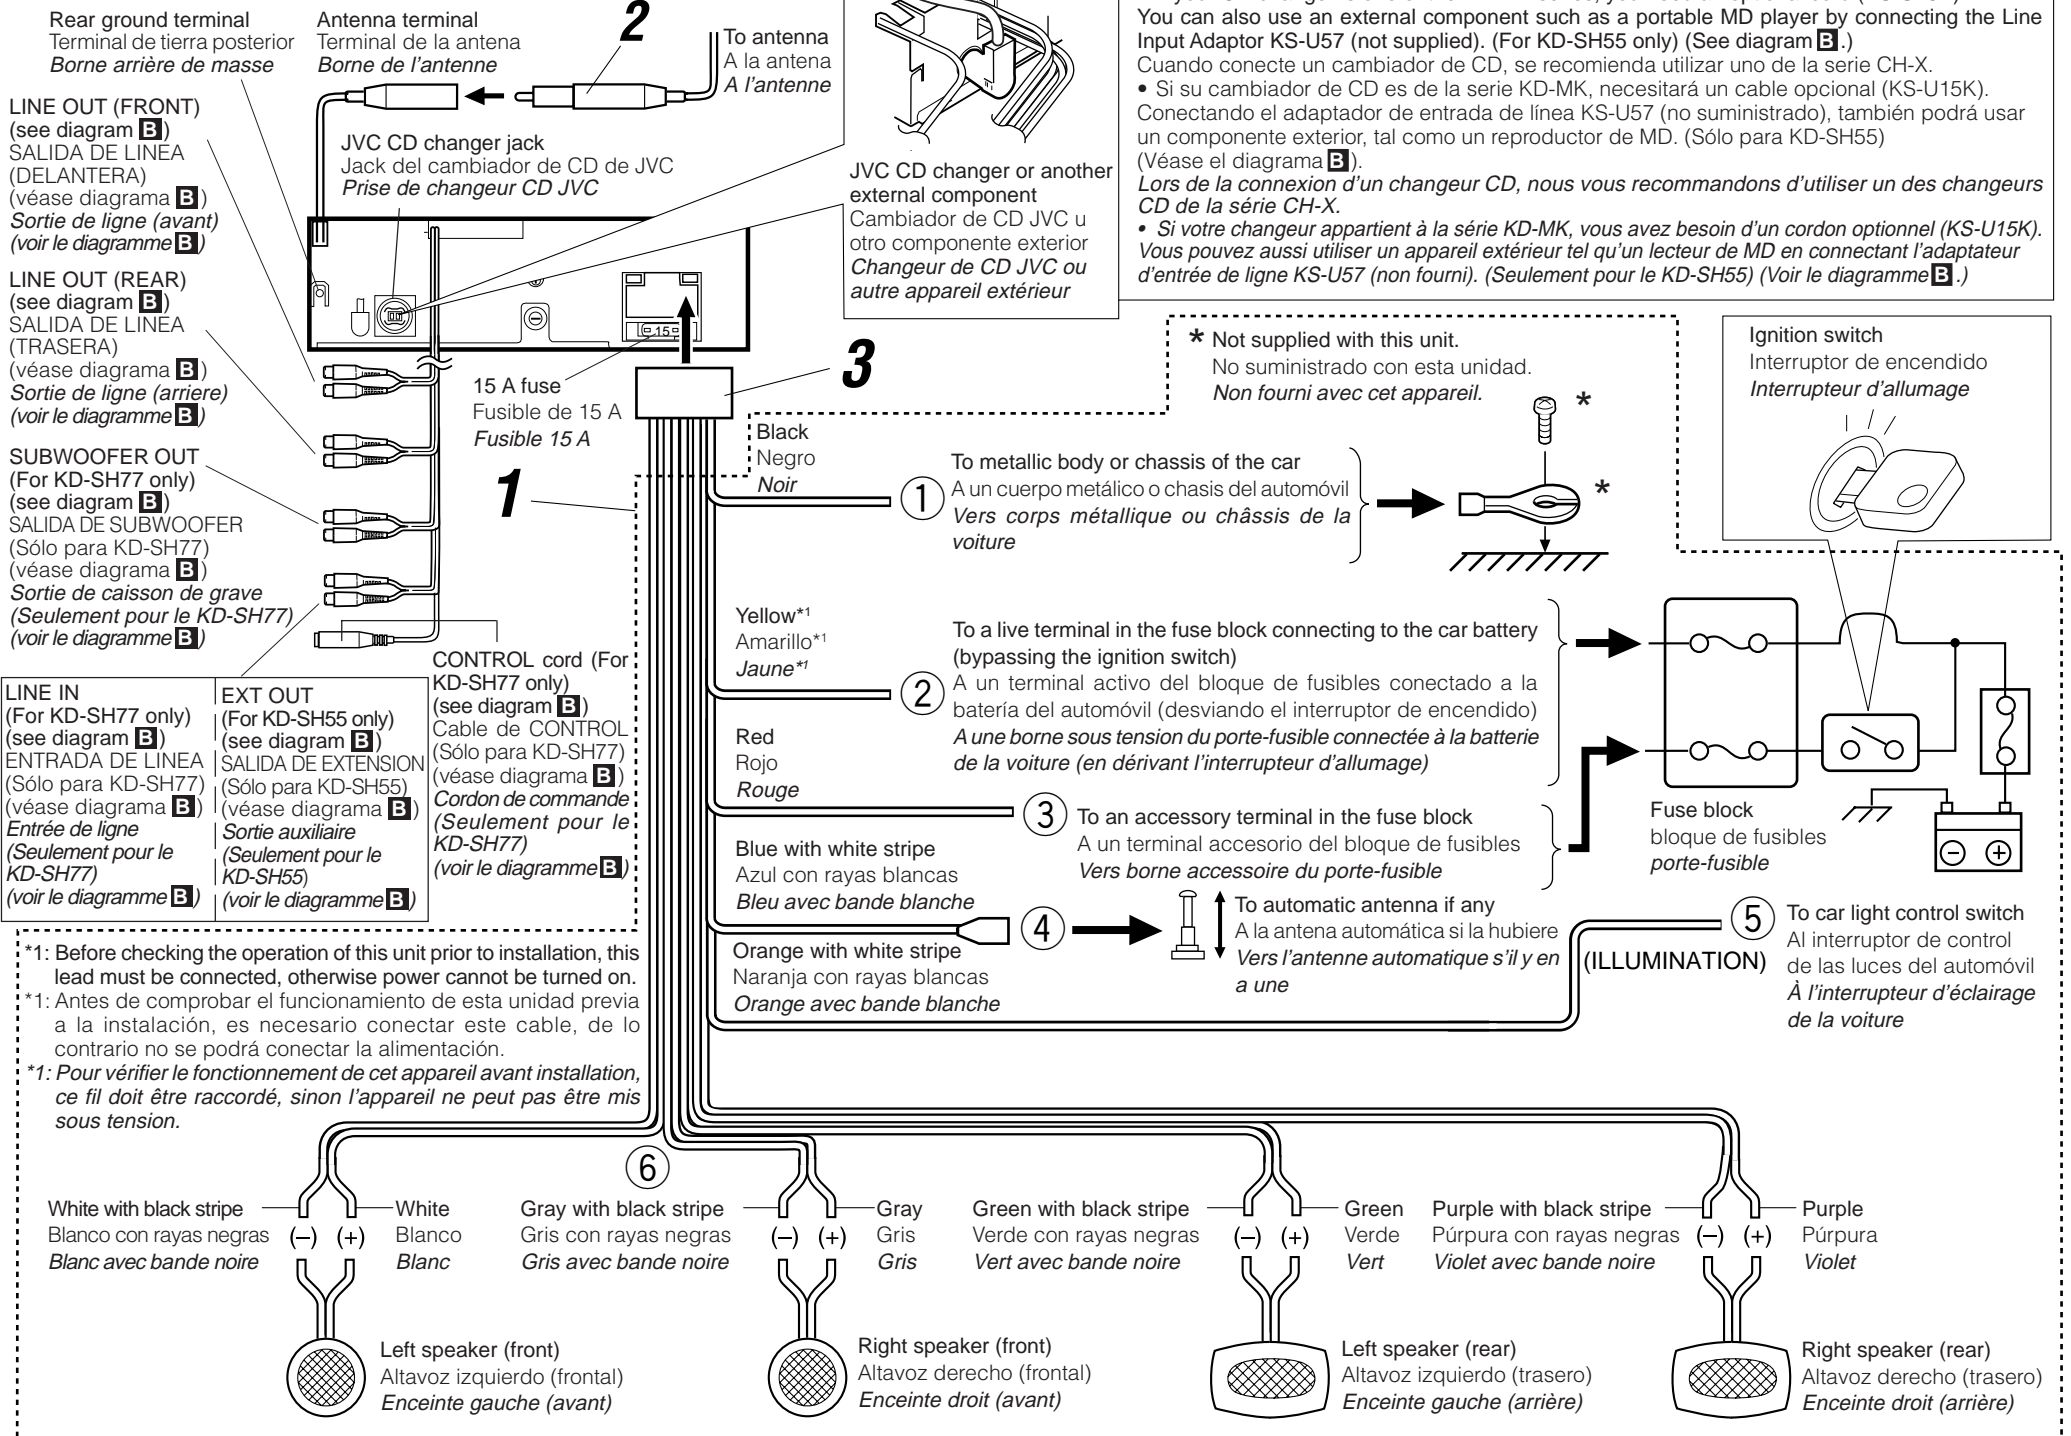 Rear ground terminal
Terminal de tierra posterior
Borne arrière de masse
Antenna terminal
Terminal de la antena
Borne de l'antenne
2
To antenna
A la antena
A l'antenne
You can also use an external component such as a portable MD player by connecting the Line
Input Adaptor KS-U57 (not supplied). (For KD-SH55 only) (See diagram B .)
Cuando conecte un cambiador de CD, se recomienda utilizar uno de la serie CH-X.
• Si su cambiador de CD es de la serie KD-MK, necesitará un cable opcional (KS-U15K).
Conectando el adaptador de entrada de línea KS-U57 (no suministrado), también podrá usar
un componente exterior, tal como un reproductor de MD. (Sólo para KD-SH55)
(Véase el diagrama B ).
Lors de la connexion d'un changeur CD, nous vous recommandons d'utiliser un des changeurs
CD de la série CH-X.
• Si votre changeur appartient à la série KD-MK, vous avez besoin d'un cordon optionnel (KS-U15K).
Vous pouvez aussi utiliser un appareil extérieur tel qu'un lecteur de MD en connectant l'adaptateur
d'entrée de ligne KS-U57 (non fourni). (Seulement pour le KD-SH55) (Voir le diagramme B .)
LINE OUT (FRONT)
(see diagram B )
SALIDA DE LINEA
(DELANTERA)
(véase diagrama B )
Sortie de ligne (avant)
(voir le diagramme B )
JVC CD changer jack
Jack del cambiador de CD de JVC
Prise de changeur CD JVC
JVC CD changer or another
external component
Cambiador de CD JVC u
otro componente exterior
Changeur de CD JVC ou
autre appareil extérieur
LINE OUT (REAR)
(see diagram B )
SALIDA DE LINEA
(TRASERA)
(véase diagrama B )
Sortie de ligne (arriere)
(voir le diagramme B )
15
15 A fuse
Fusible de 15 A
Fusible 15 A
3
* Not supplied with this unit.
No suministrado con esta unidad.
Non fourni avec cet appareil.
*
*
Ignition switch
Interruptor de encendido
Interrupteur d'allumage
SUBWOOFER OUT
(For KD-SH77 only)
(see diagram B )
SALIDA DE SUBWOOFER
(Sólo para KD-SH77)
(véase diagrama B )
Sortie de caisson de grave
(Seulement pour le KD-SH77)
(voir le diagramme B )
1
Black
Negro
Noir
1
To metallic body or chassis of the car
A un cuerpo metálico o chasis del automóvil
Vers corps métallique ou châssis de la
voiture
Yellow*1
Amarillo*1
Jaune*1
2
To a live terminal in the fuse block connecting to the car battery
(bypassing the ignition switch)
A un terminal activo del bloque de fusibles conectado a la
batería del automóvil (desviando el interruptor de encendido)
A une borne sous tension du porte-fusible connectée à la batterie
de la voiture (en dérivant l'interrupteur d'allumage)
LINE IN
(For KD-SH77 only)
(see diagram B )
ENTRADA DE LINEA
(Sólo para KD-SH77)
(véase diagrama B )
Entrée de ligne
(Seulement pour le
KD-SH77)
(voir le diagramme B )
EXT OUT
(For KD-SH55 only)
(see diagram B )
SALIDA DE EXTENSION
(Sólo para KD-SH55)
(véase diagrama B )
Sortie auxiliaire
(Seulement pour le
KD-SH55)
(voir le diagramme B )
CONTROL cord (For
KD-SH77 only)
(see diagram B )
Cable de CONTROL
(Sólo para KD-SH77)
(véase diagrama B )
Cordon de commande
(Seulement pour le
KD-SH77)
(voir le diagramme B )
Red
Rojo
Rouge
3
To an accessory terminal in the fuse block
A un terminal accesorio del bloque de fusibles
Vers borne accessoire du porte-fusible
Fuse block
bloque de fusibles
porte-fusible
− +
Blue with white stripe
Azul con rayas blancas
Bleu avec bande blanche
4
To automatic antenna if any
A la antena automática si la hubiere
Vers l'antenne automatique s'il y en
a une
Orange with white stripe
Naranja con rayas blancas
Orange avec bande blanche
(ILLUMINATION)
5
To car light control switch
Al interruptor de control
de las luces del automóvil
À l'interrupteur d'éclairage
de la voiture
*1: Before checking the operation of this unit prior to installation, this
lead must be connected, otherwise power cannot be turned on.
*1: Antes de comprobar el funcionamiento de esta unidad previa
a la instalación, es necesario conectar este cable, de lo
contrario no se podrá conectar la alimentación.
*1: Pour vérifier le fonctionnement de cet appareil avant installation,
ce fil doit être raccordé, sinon l'appareil ne peut pas être mis
sous tension.
6
White with black stripe
Blanco con rayas negras
Blanc avec bande noire
(−) (+)
White
Blanco
Blanc
Gray with black stripe
Gris con rayas negras
Gris avec bande noire
(−) (+)
Gray
Gris
Gris
Green with black stripe
Verde con rayas negras
Vert avec bande noire
(−) (+)
Green
Verde
Vert
Purple with black stripe
Púrpura con rayas negras
Violet avec bande noire
(−) (+)
Purple
Púrpura
Violet
Left speaker (front)
Altavoz izquierdo (frontal)
Enceinte gauche (avant)
Right speaker (front)
Altavoz derecho (frontal)
Enceinte droit (avant)
Left speaker (rear)
Altavoz izquierdo (trasero)
Enceinte gauche (arrière)
Right speaker (rear)
Altavoz derecho (trasero)
Enceinte droit (arrière)